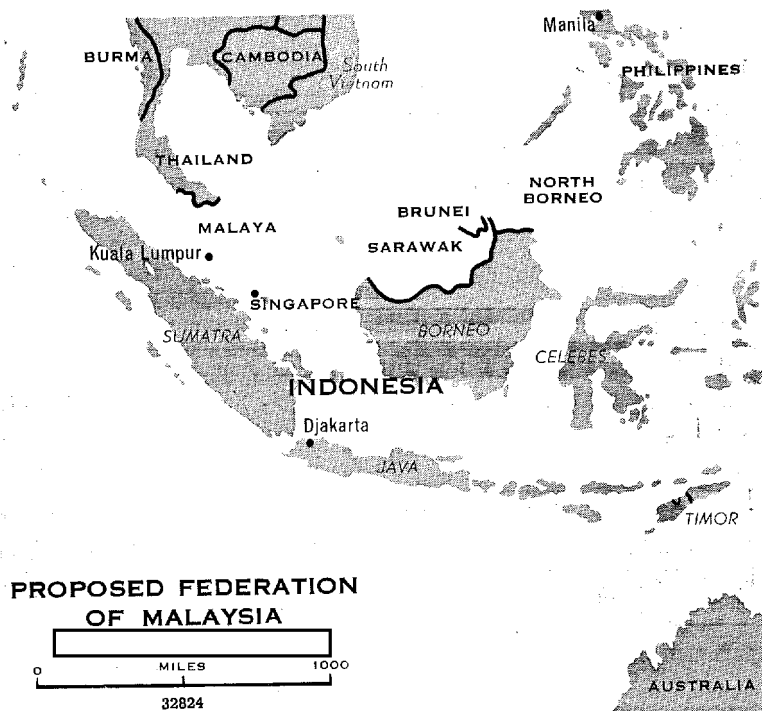 Manila
BURMA
CAMBODIA
South
Vietnam
PHILIPPINES
THAILAND
NORTH
BORNEO
BRUNEI
MALAYA
SARAWAK
Kuala Lumpur
SINGAPORE
SUMATRA
BORNEO
CELEBES
INDONESIA
Djakarta
JAVA
TIMOR
PROPOSED FEDERATION
OF MALAYSIA
MILES
0 1000
32824
AUSTRALIA